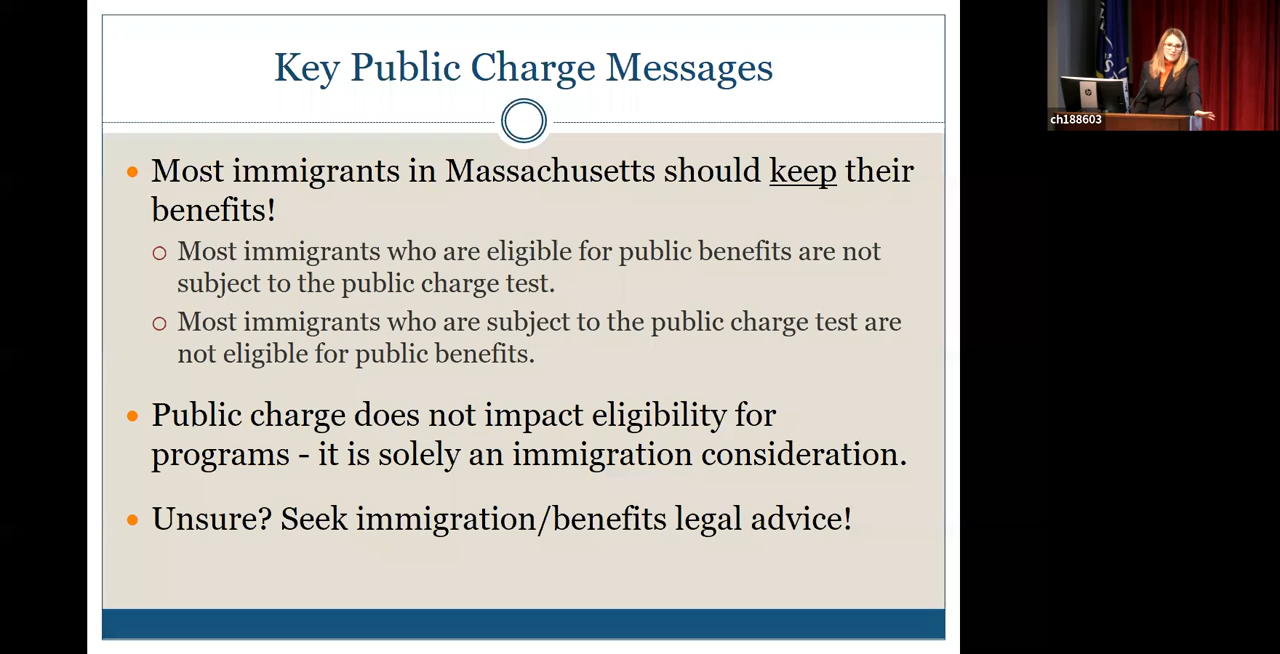 Key Public Charge Messages
Most immigrants in Massachusetts should keep their
benefits!
Most immigrants who are eligible for public benefits are not
subject to the public charge test.
Most immigrants who are subject to the public charge test are
not eligible for public benefits.
Public charge does not impact eligibility for
programs - it is solely an immigration consideration.
Unsure? Seek immigration/benefits legal advice!
ch188603